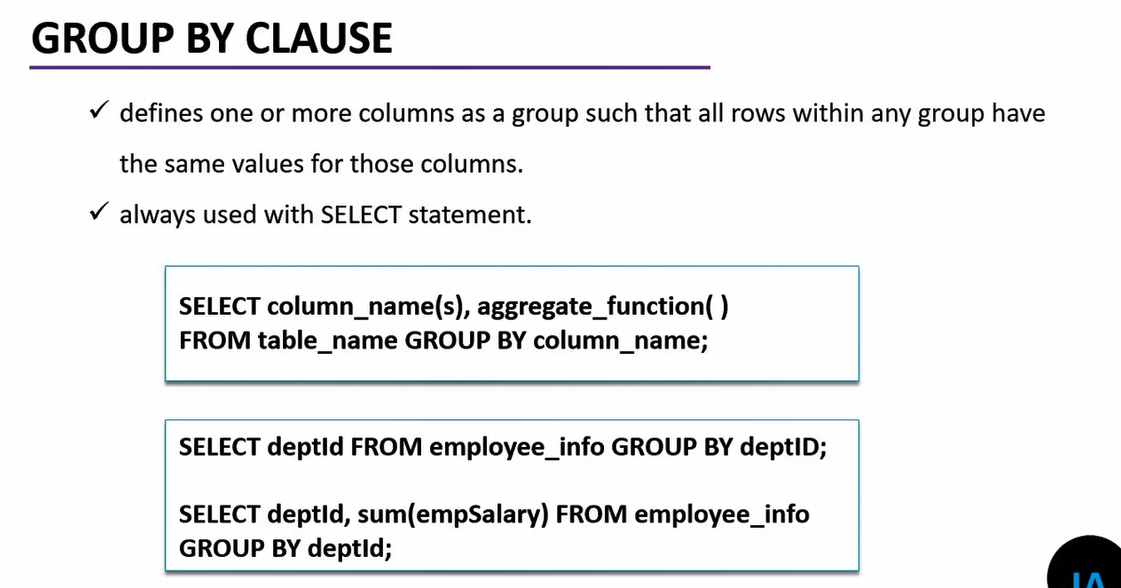 GROUP BY CLAUSE
✓ defines one or more columns as a group such that all rows within any group have
the same values for those columns.
✓ always used with SELECT statement.
SELECT column_name(s), aggregate_function( )
FROM table_name GROUP BY column_name;
SELECT deptId FROM employee_info GROUP BY deptID;
SELECT deptId, sum(empSalary) FROM employee_info
GROUP BY deptId;